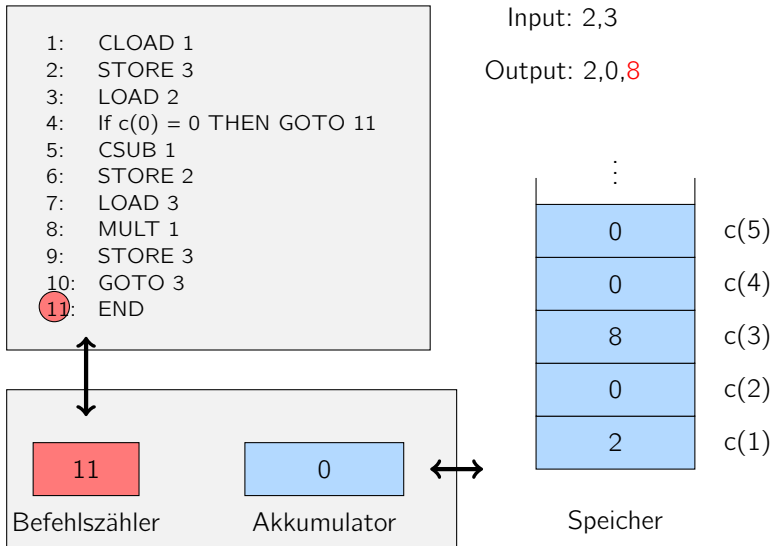 1: CLOAD 1
2: STORE 3
3: LOAD 2
4: If c(0) = 0 THEN GOTO 11
5: CSUB 1
6: STORE 2
7: LOAD 3
8: MULT 1
9: STORE 3
10: GOTO 3
11: END
Input: 2,3
Output: 2,0,8
⋮
0 c(5)
0 c(4)
8 c(3)
0 c(2)
2 c(1)
Speicher
11 0
Befehlszähler Akkumulator